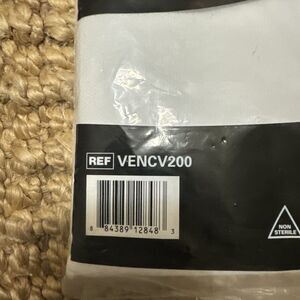 REF VENCV200
8 84389 12848 3
NON
STERILE